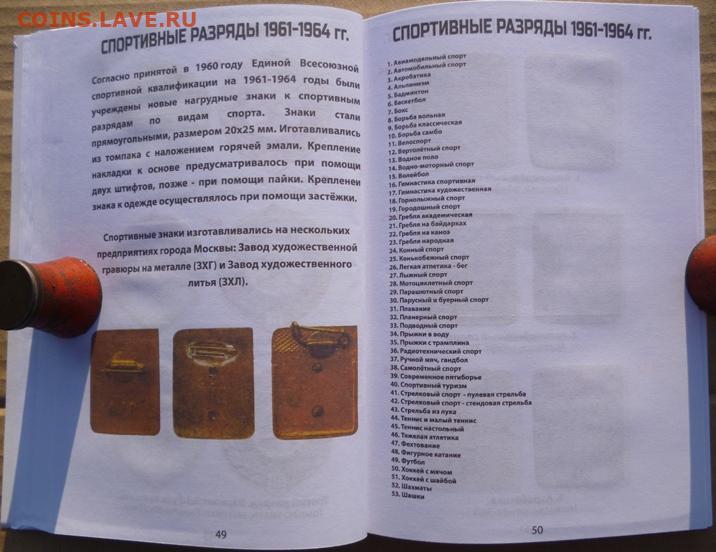 COINS.LAVE.RU
СПОРТИВНЫЕ РАЗРЯДЫ 1961-1964 гг.
Согласно принятой в 1960 году Единой Всесоюзной
спортивной квалификации на 1961-1964 годы были
учреждены новые нагрудные знаки к спортивным
разрядам по видам спорта. Знаки стали
прямоугольными, размером 20х25 мм. Изготавливались
из томпака с наложением горячей эмали. Крепление
накладки к основе предусматривалось при помощи
двух штифтов, позже - при помощи пайки. Крепленеи
знака к одежде осуществлялось при помощи застёжки.
Спортивные знаки изготавливались на нескольких
предприятиях города Москвы: Завод художественной
гравюры на металле (ЗХГ) и Завод художественного
литья (ЗХЛ).
49
СПОРТИВНЫЕ РАЗРЯДЫ 1961-1964 гг.
1. Авиамодельный спорт
2. Автомобильный спорт
3. Акробатика
4. Альпинизм
5. Бадминтон
6. Баскетбол
7. Бокс
8. Борьба вольная
9. Борьба классическая
10. Борьба самбо
11. Велоспорт
12. Вертолётный спорт
13. Водное поло
14. Водно-моторный спорт
15. Волейбол
16. Гимнастика спортивная
17. Гимнастика художественная
18. Горнолыжный спорт
19. Городошный спорт
20. Гребля академическая
21. Гребля на байдарках
22. Гребля на каноэ
23. Гребля народная
24. Конный спорт
25. Конькобежный спорт
26. Легкая атлетика - бег
27. Лыжный спорт
28. Мотоциклетный спорт
29. Парашютный спорт
30. Парусный и буерный спорт
31. Плавание
32. Планерный спорт
33. Подводный спорт
34. Прыжки в воду
35. Прыжки с трамплина
36. Радиотехнический спорт
37. Ручной мяч, гандбол
38. Самолётный спорт
39. Современное пятиборье
40. Спортивный туризм
41. Стрелковый спорт - пулевая стрельба
42. Стрелковый спорт - стендовая стрельба
43. Стрельба из лука
44. Теннис и малый теннис
45. Теннис настольный
46. Тяжелая атлетика
47. Фехтование
48. Фигурное катание
49. Футбол
50. Хоккей с мячом
51. Хоккей с шайбой
52. Шахматы
53. Шашки
50